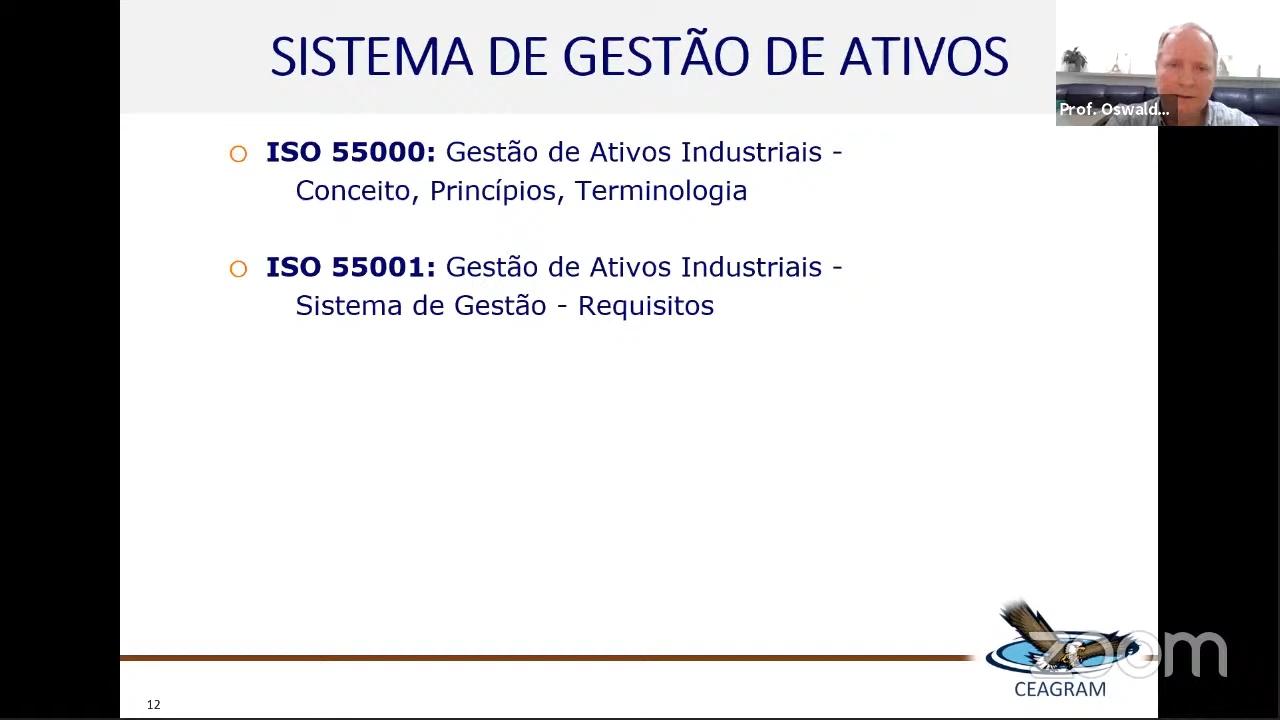 SISTEMA DE GESTÃO DE ATIVOS
Prof. Oswald...
ISO 55000: Gestão de Ativos Industriais -
Conceito, Princípios, Terminologia
ISO 55001: Gestão de Ativos Industriais -
Sistema de Gestão - Requisitos
zoom
CEAGRAM
12